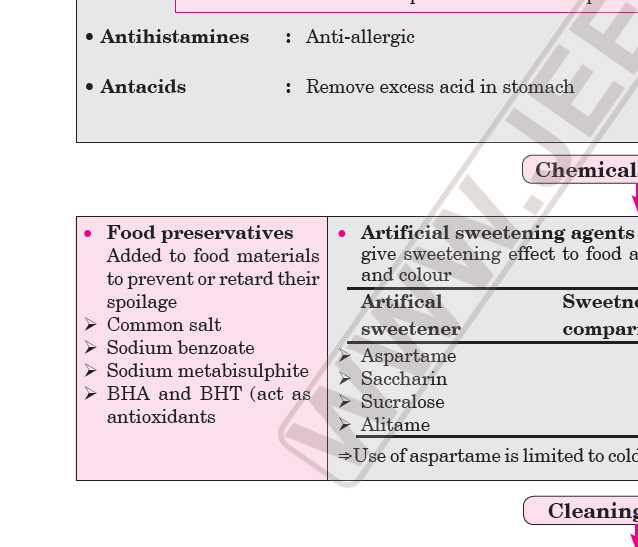 • Antihistamines : Anti-allergic
• Antacids : Remove excess acid in stomach
Chemical
• Food preservatives
Added to food materials
to prevent or retard their
spoilage
➢ Common salt
➢ Sodium benzoate
➢ Sodium metabisulphite
➢ BHA and BHT (act as
antioxidants
• Artificial sweetening agents
give sweetening effect to food a
and colour
Artifical Sweetne
sweetener compari
➢ Aspartame
➢ Saccharin
➢ Sucralose
➢ Alitame
⇒Use of aspartame is limited to cold
Cleaning
WWW.JEE